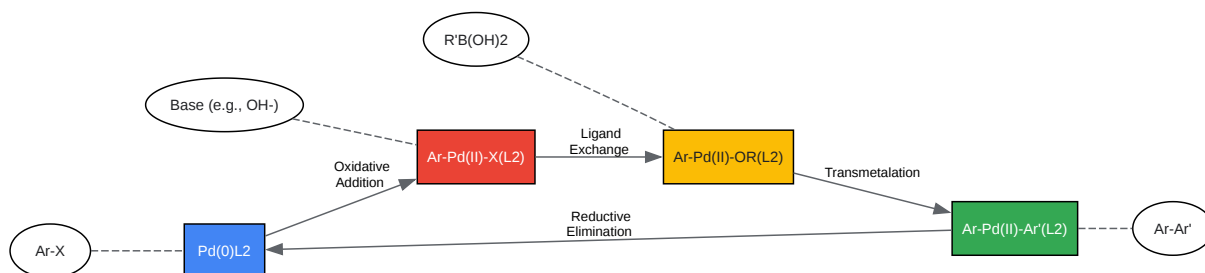 R'B(OH)2
Base (e.g., OH-)
Ligand
Exchange
Ar-Pd(II)-X(L2)
Ar-Pd(II)-OR(L2)
Oxidative
Addition
Transmetalation
Reductive
Elimination
Ar-X
Pd(0)L2
Ar-Pd(II)-Ar'(L2)
Ar-Ar'